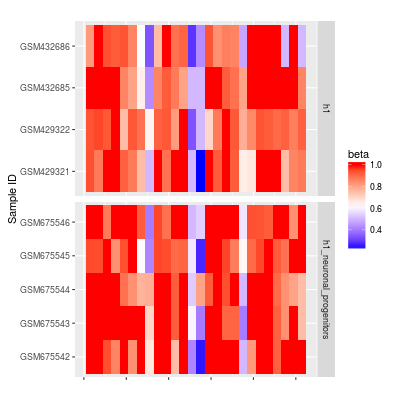 GSM432686
GSM432685
GSM429322
GSM429321
h1
GSM675546
GSM675545
GSM675544
GSM675543
GSM675542
h1_neuronal_progenitors
Sample ID
beta
1.0
0.8
0.6
0.4